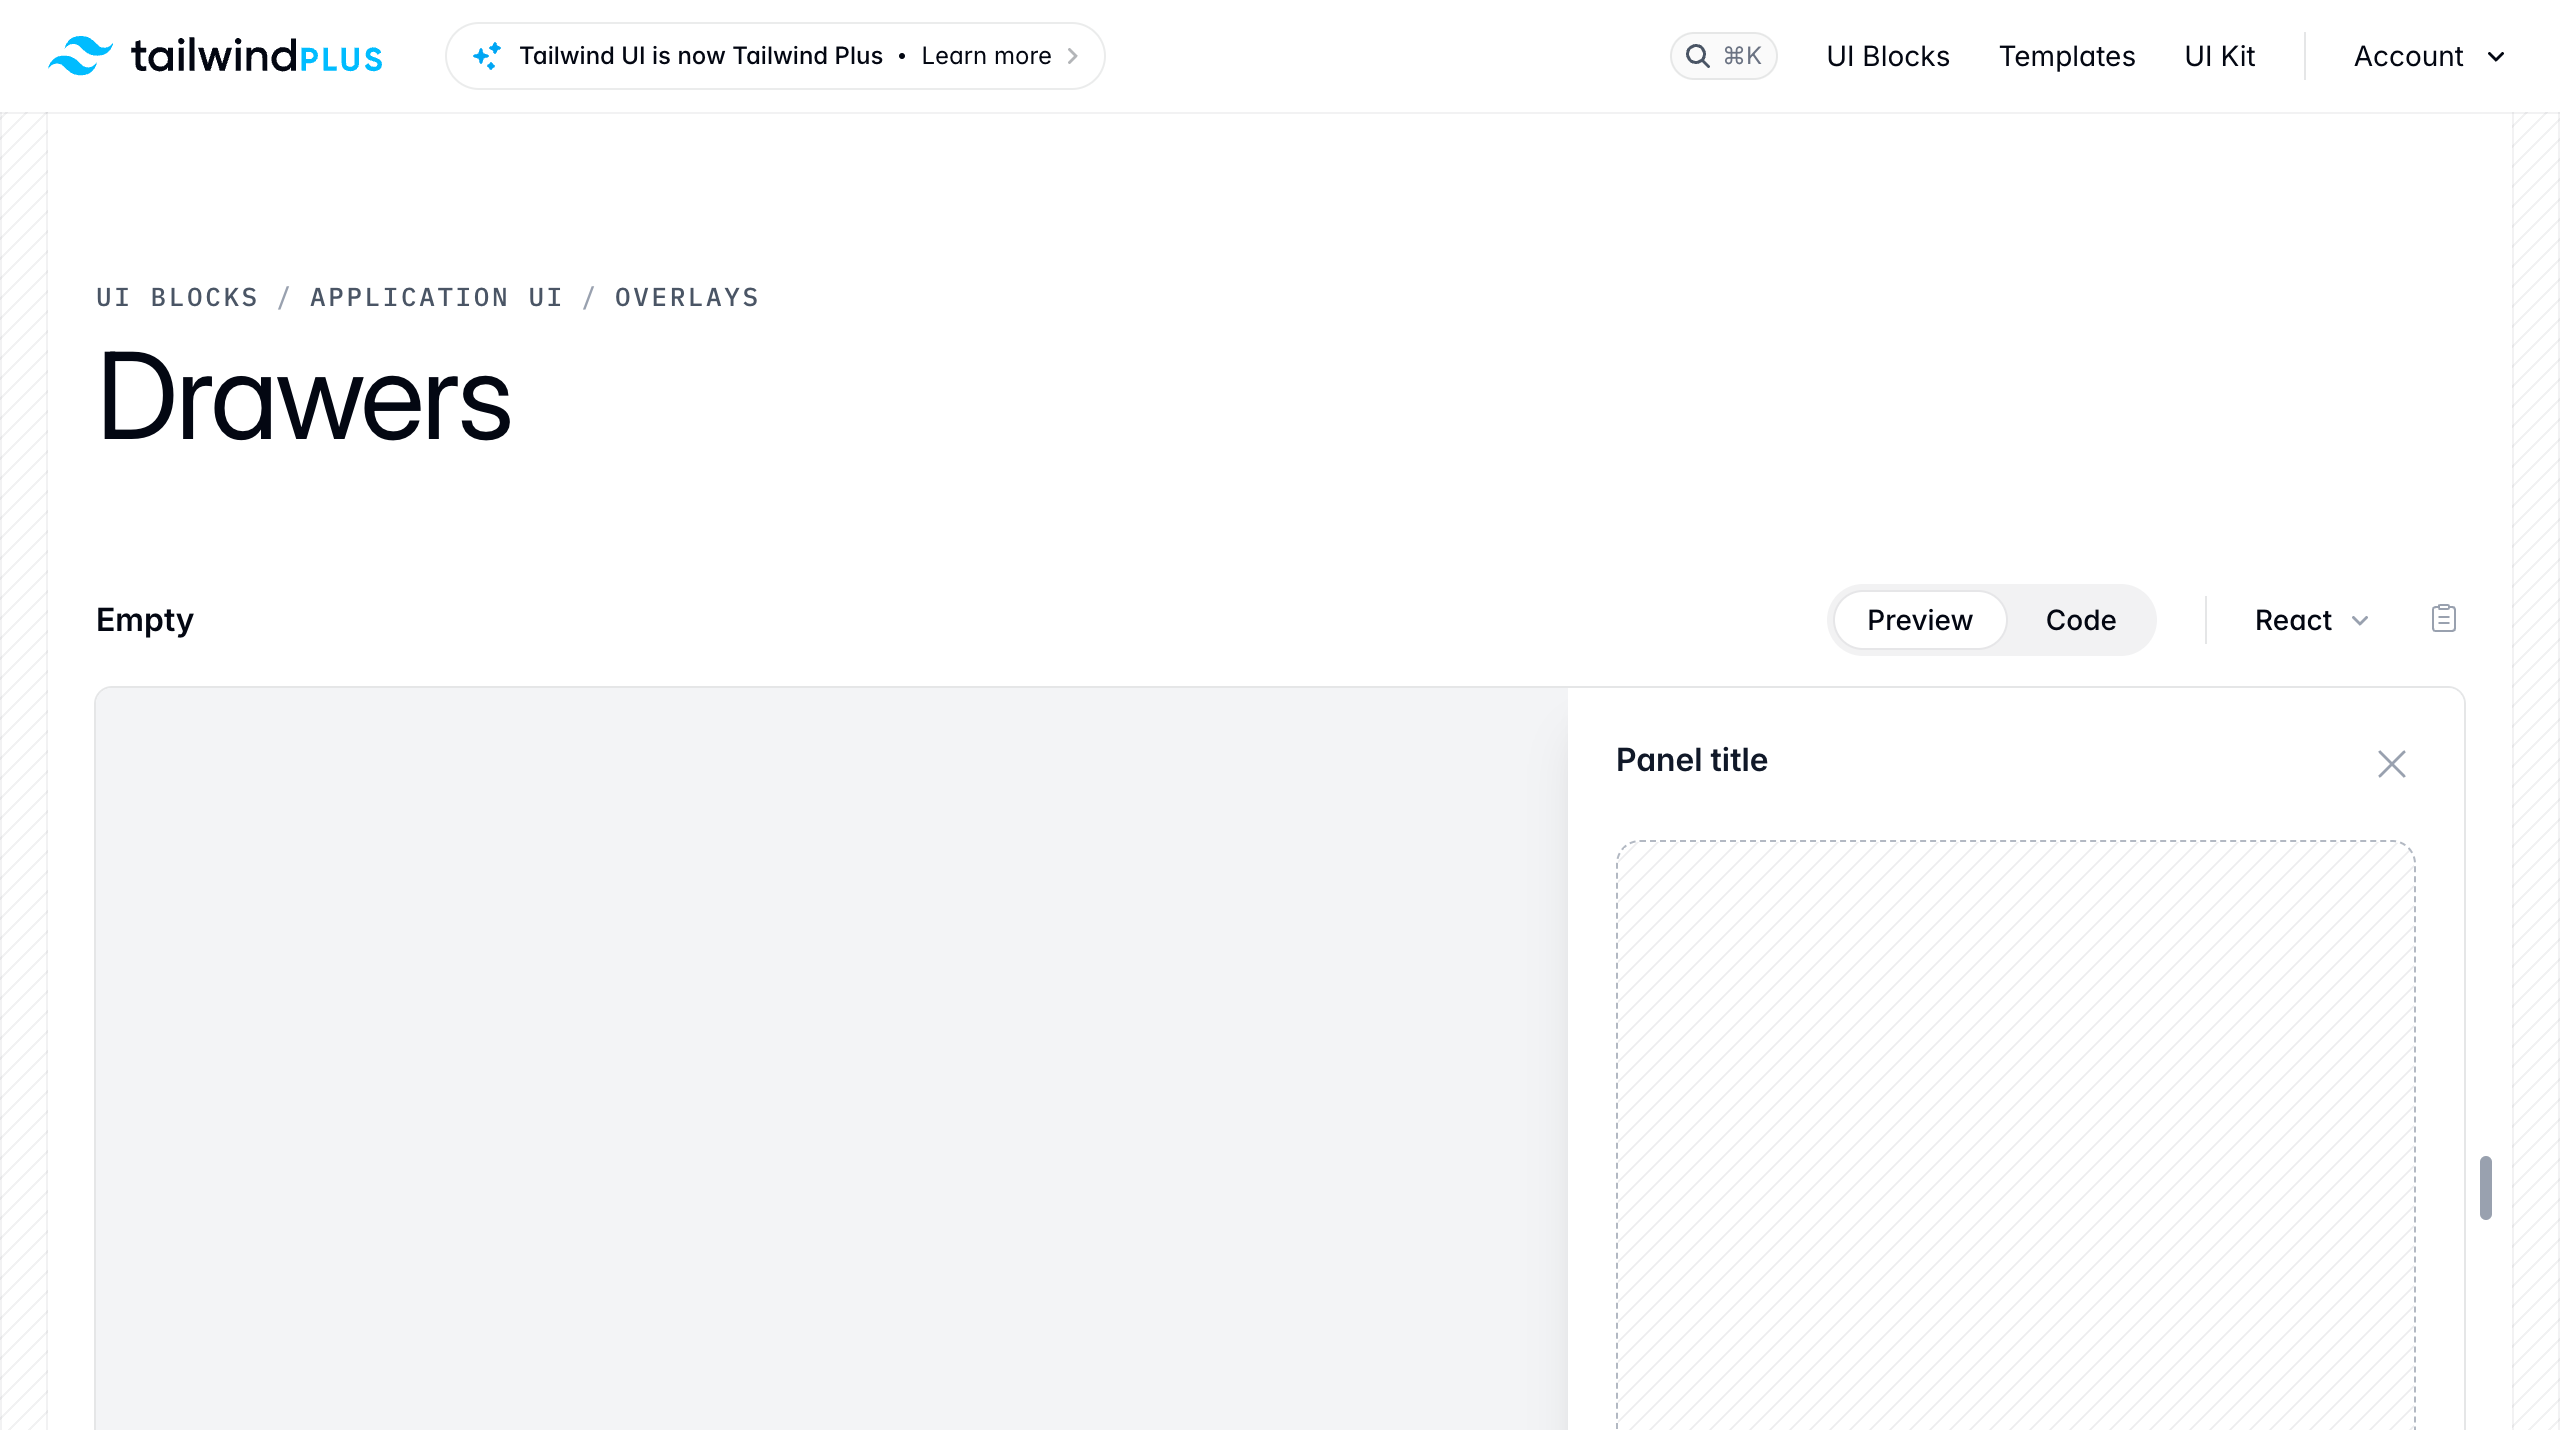 tailwindPLUS
Tailwind UI is now Tailwind Plus • Learn more
⌘K
UI Blocks
Templates
UI Kit
Account
UI BLOCKS / APPLICATION UI / OVERLAYS
Drawers
Empty
Preview
Code
React
Panel title